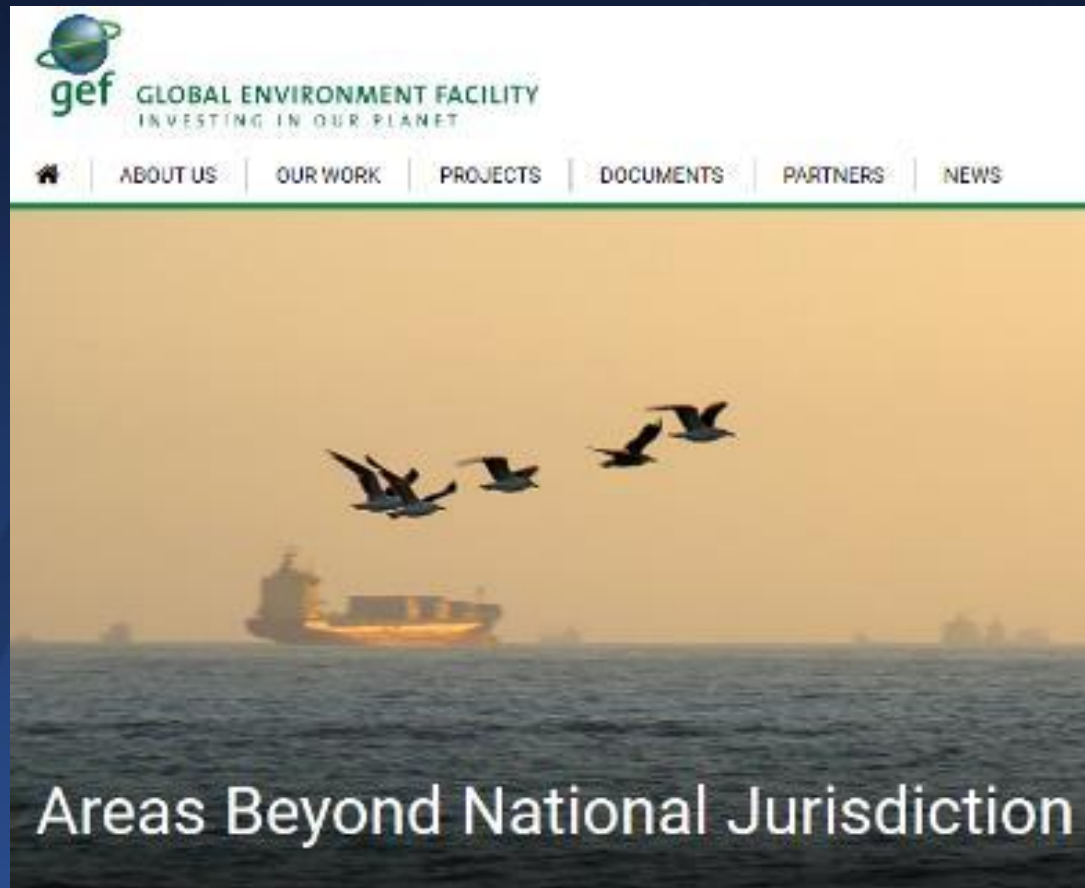 gef
GLOBAL ENVIRONMENT FACILITY
INVESTING IN OUR PLANET
ABOUT US
OUR WORK
PROJECTS
DOCUMENTS
PARTNERS
NEWS
Areas Beyond National Jurisdiction